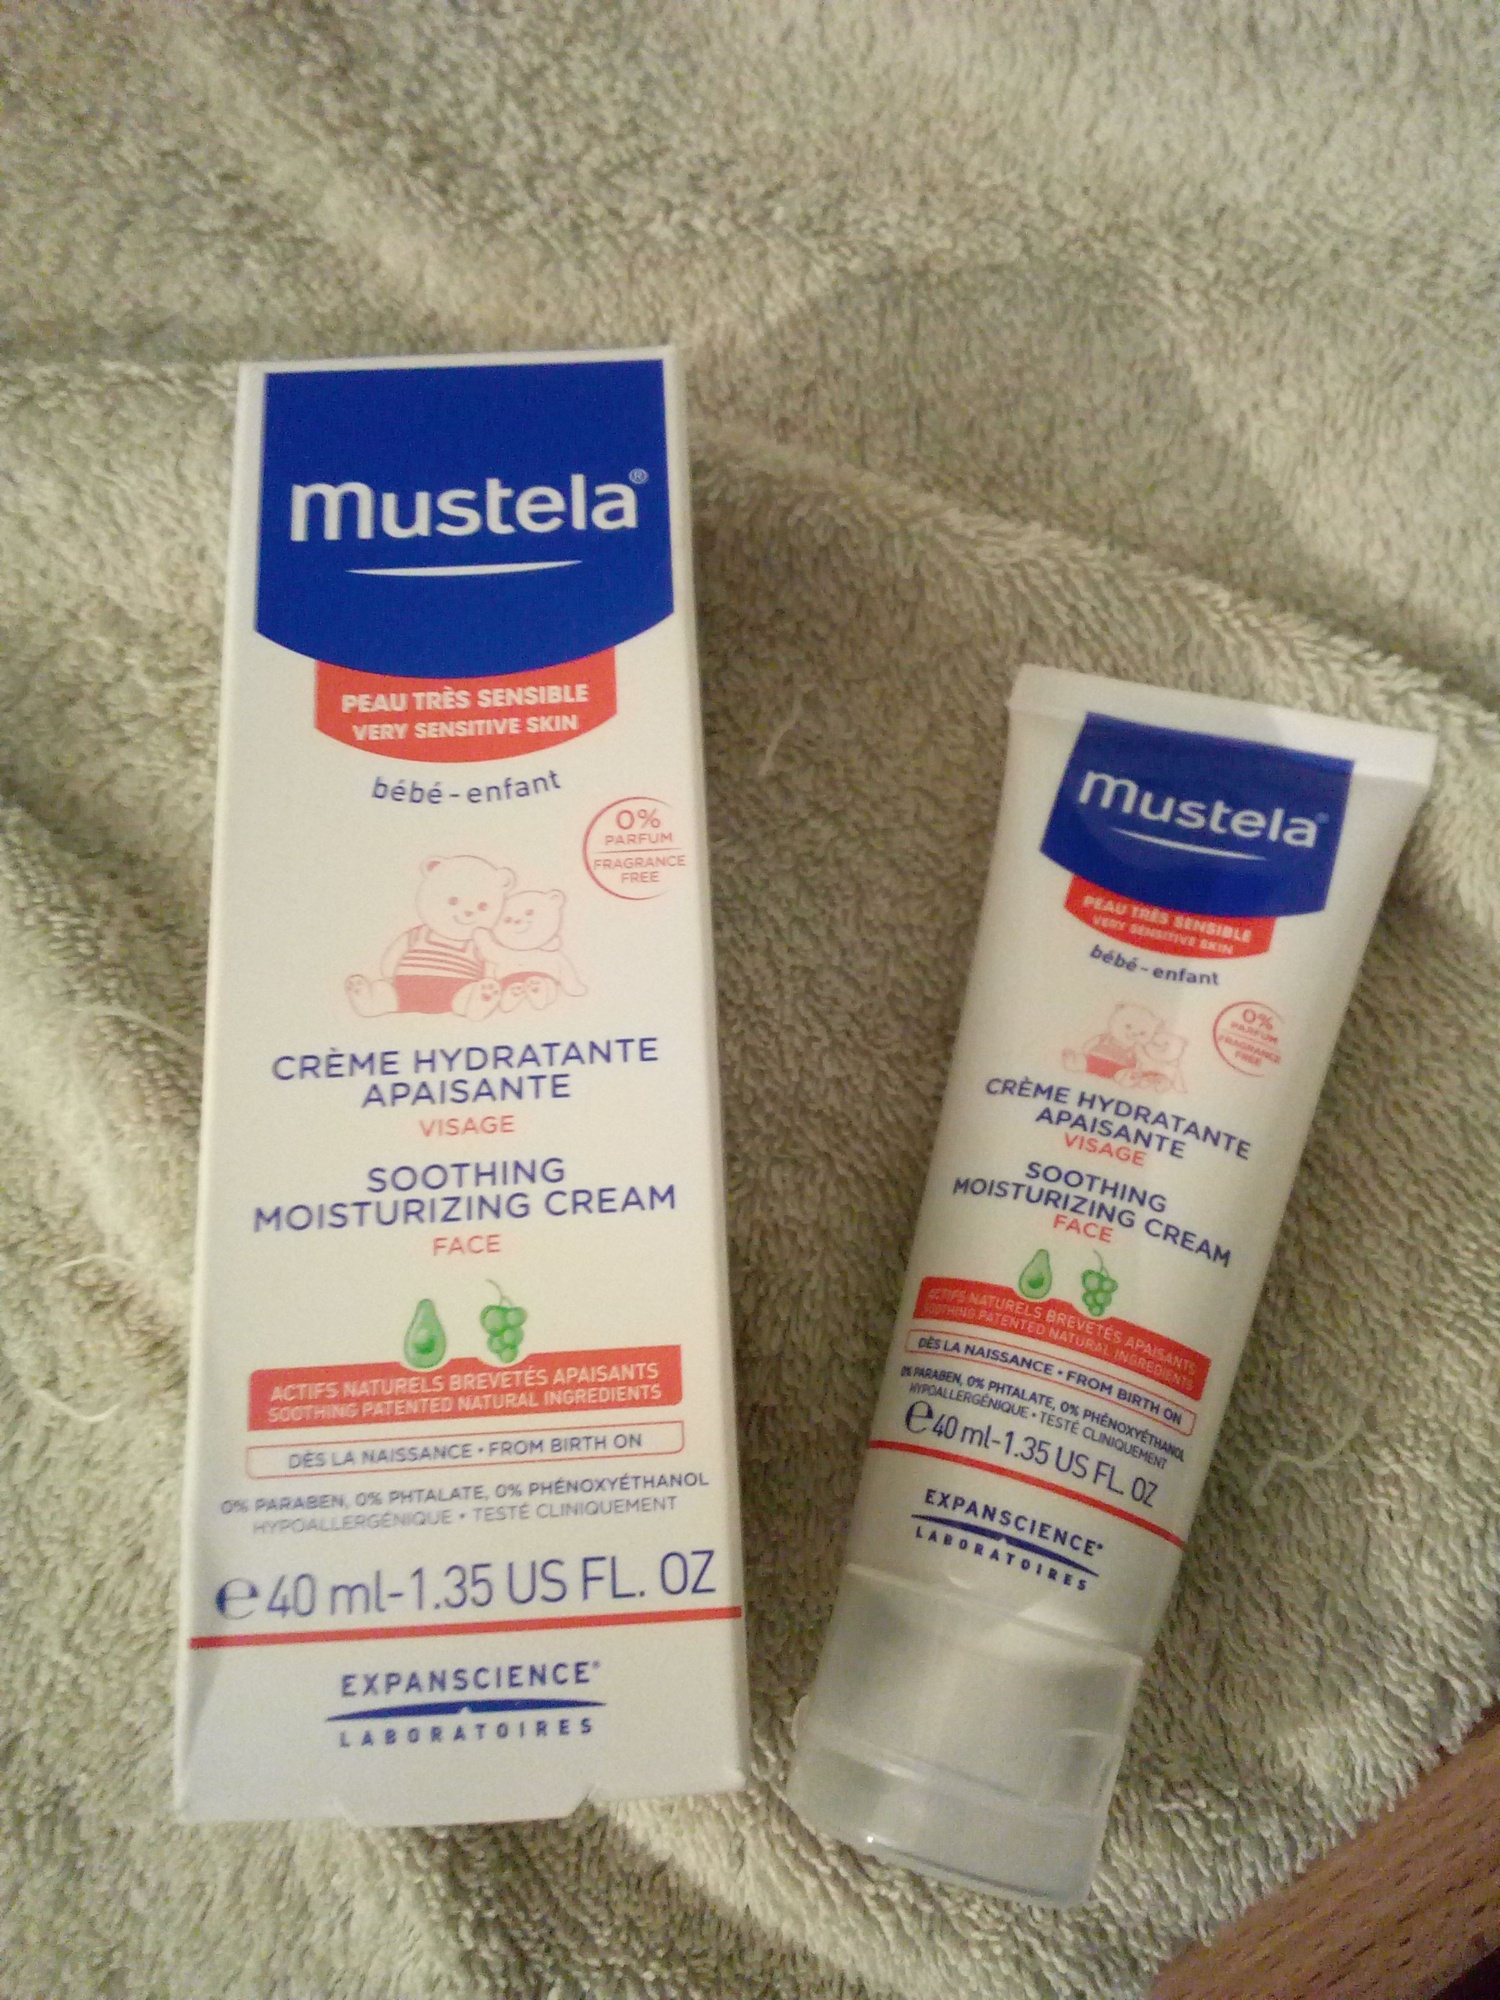 mustela®
PEAU TRÈS SENSIBLE
VERY SENSITIVE SKIN
bébé-enfant
0%
PARFUM
FRAGRANCE
FREE
CRÈME HYDRATANTE
APAISANTE
VISAGE
SOOTHING
MOISTURIZING CREAM
FACE
ACTIFS NATURELS BREVETÉS APAISANTS
SOOTHING PATENTED NATURAL INGREDIENTS
DÈS LA NAISSANCE • FROM BIRTH ON
0% PARABEN, 0% PHTALATE, 0% PHÉNOXYÉTHANOL
HYPOALLERGÉNIQUE • TESTÉ CLINIQUEMENT
℮ 40 ml-1.35 US FL. OZ
EXPANSCIENCE®
LABORATOIRES
mustela®
PEAU TRÈS SENSIBLE
VERY SENSITIVE SKIN
bébé-enfant
0%
PARFUM
FRAGRANCE
FREE
CRÈME HYDRATANTE
APAISANTE
VISAGE
SOOTHING
MOISTURIZING CREAM
FACE
ACTIFS NATURELS BREVETÉS APAISANTS
SOOTHING PATENTED NATURAL INGREDIENTS
DÈS LA NAISSANCE • FROM BIRTH ON
0% PARABEN, 0% PHTALATE, 0% PHÉNOXYÉTHANOL
HYPOALLERGÉNIQUE • TESTÉ CLINIQUEMENT
℮ 40 ml-1.35 US FL. OZ
EXPANSCIENCE®
LABORATOIRES